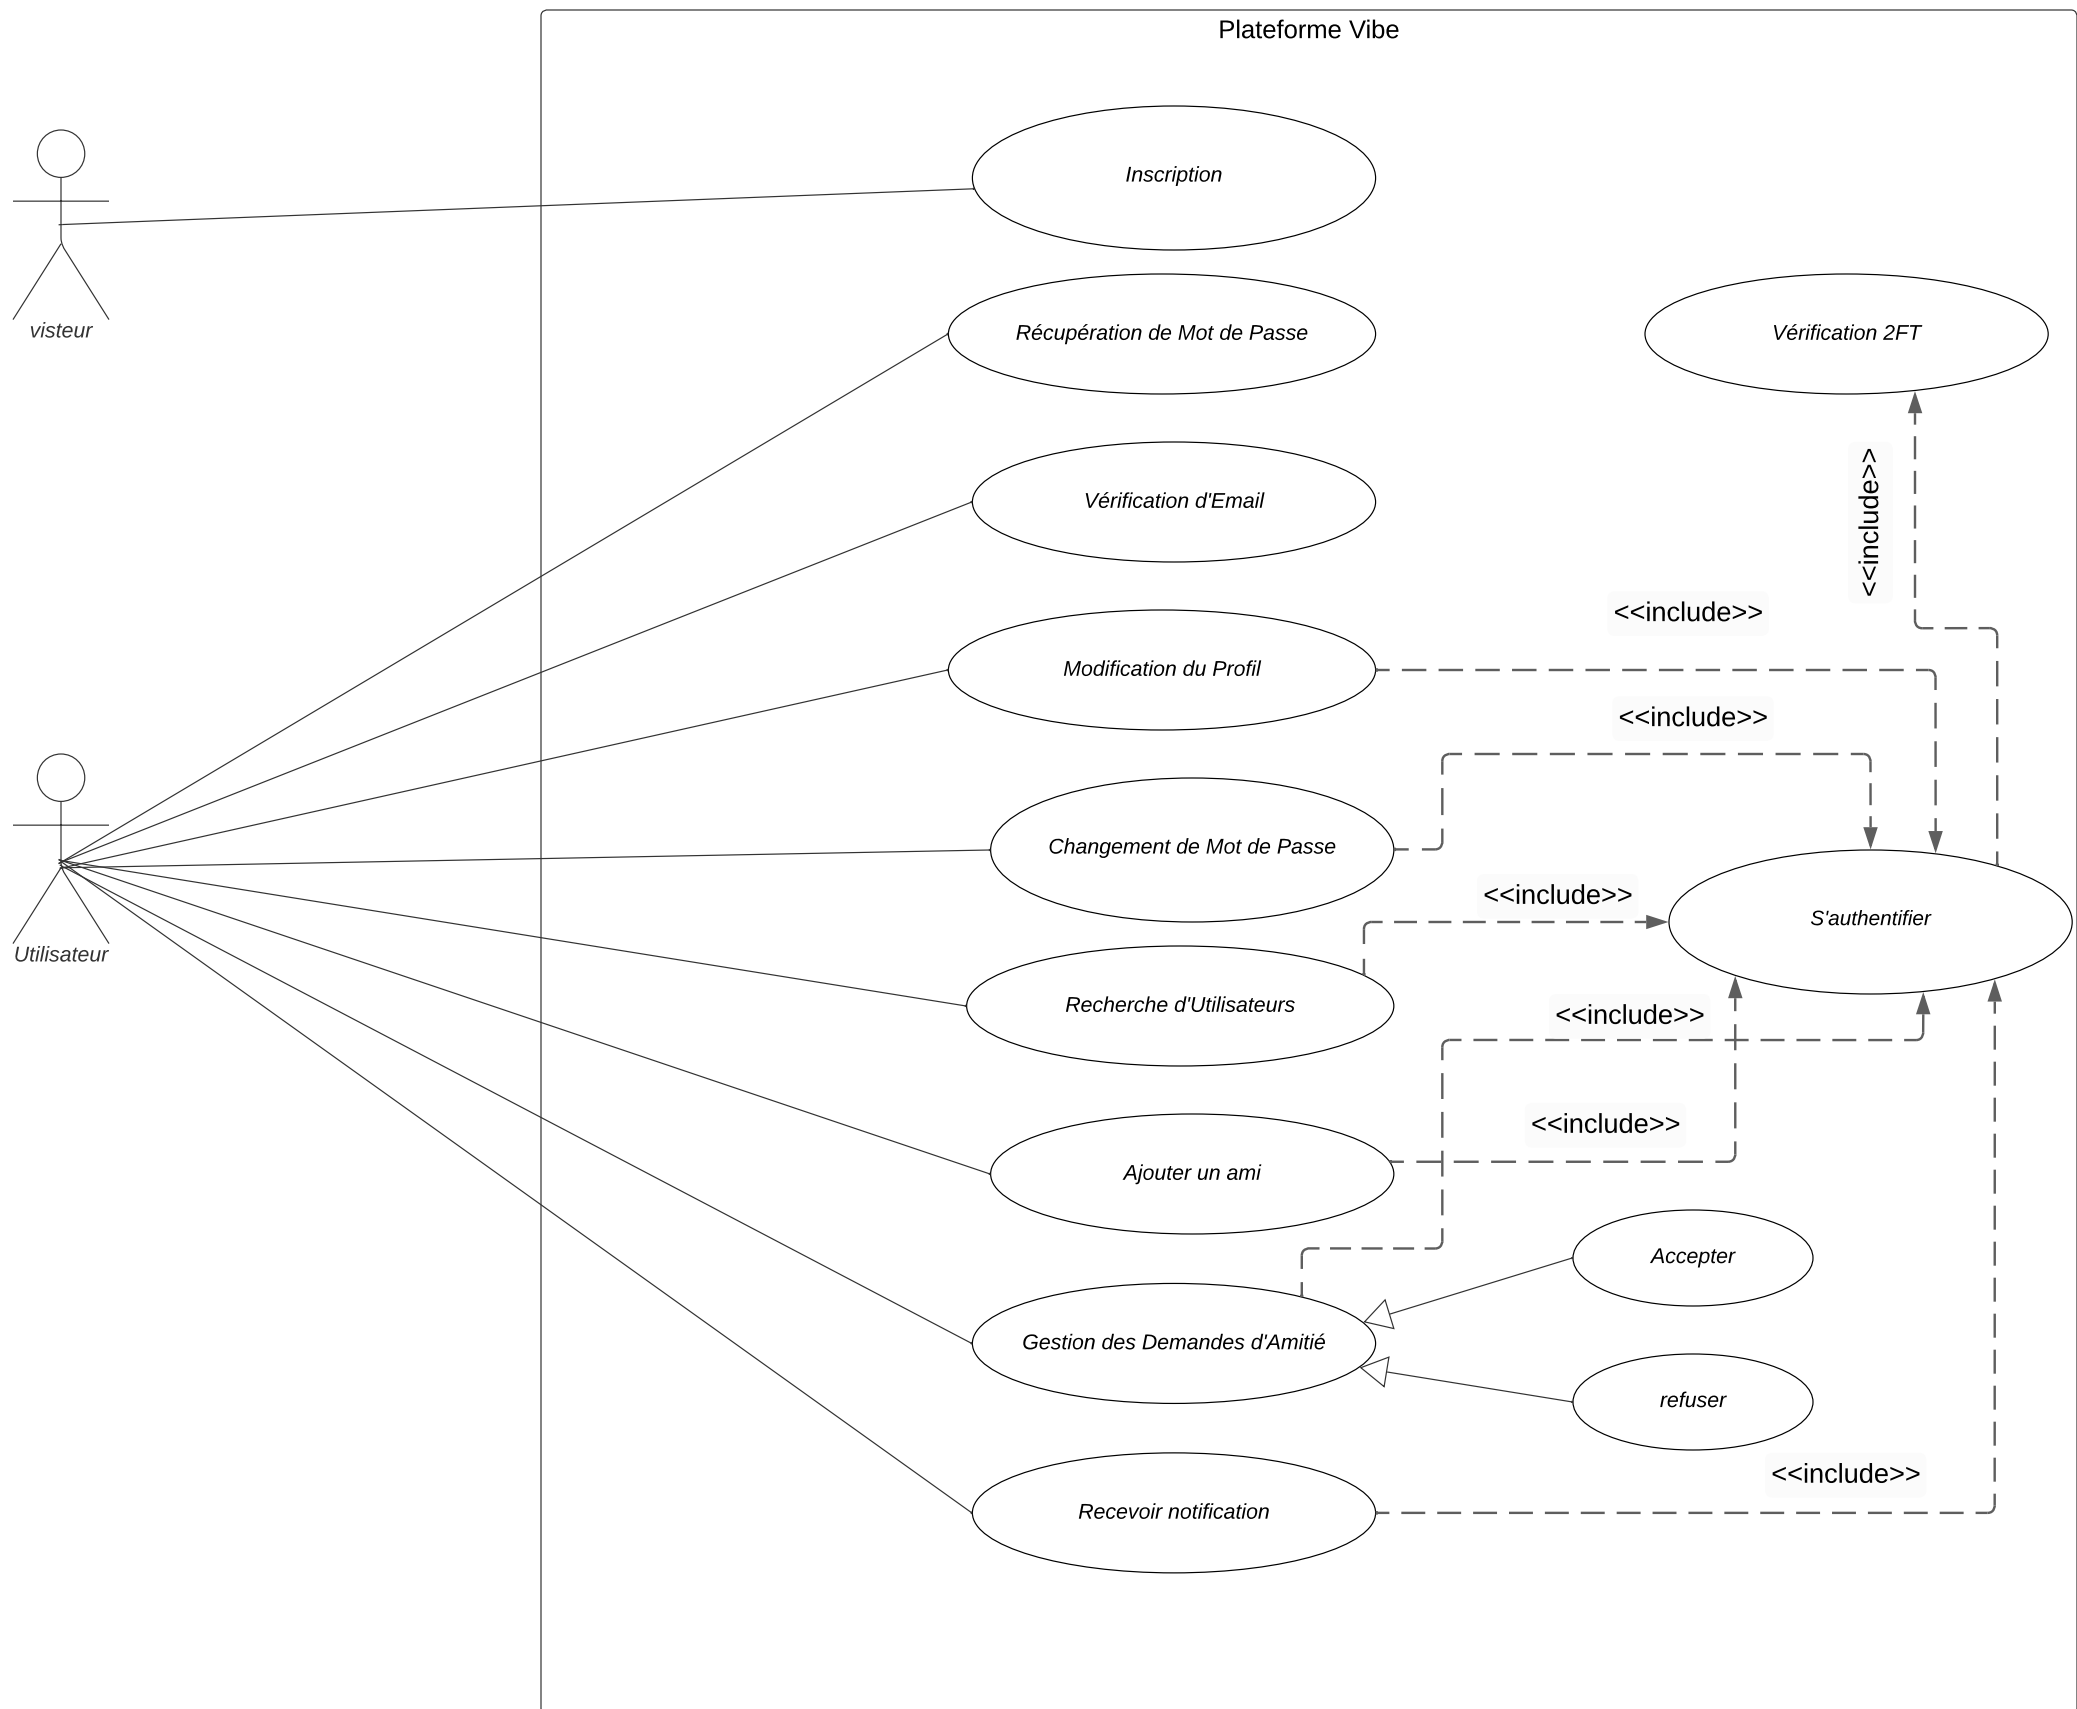 Plateforme Vibe
Inscription
visteur
Récupération de Mot de Passe
Vérification 2FT
Vérification d'Email
<<include>>
<<include>>
Modification du Profil
<<include>>
Changement de Mot de Passe
<<include>>
S'authentifier
Utilisateur
Recherche d'Utilisateurs
<<include>>
<<include>>
Ajouter un ami
Accepter
Gestion des Demandes d'Amitié
refuser
<<include>>
Recevoir notification